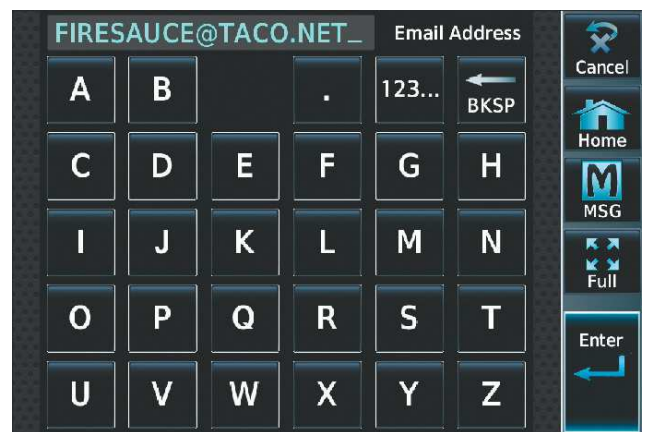 FIRESAUCE@TACO.NET_ Email Address
A B . 123... BKSP
C D E F G H
I J K L M N
O P Q R S T
U V W X Y Z
Cancel
Home
MSG
Full
Enter